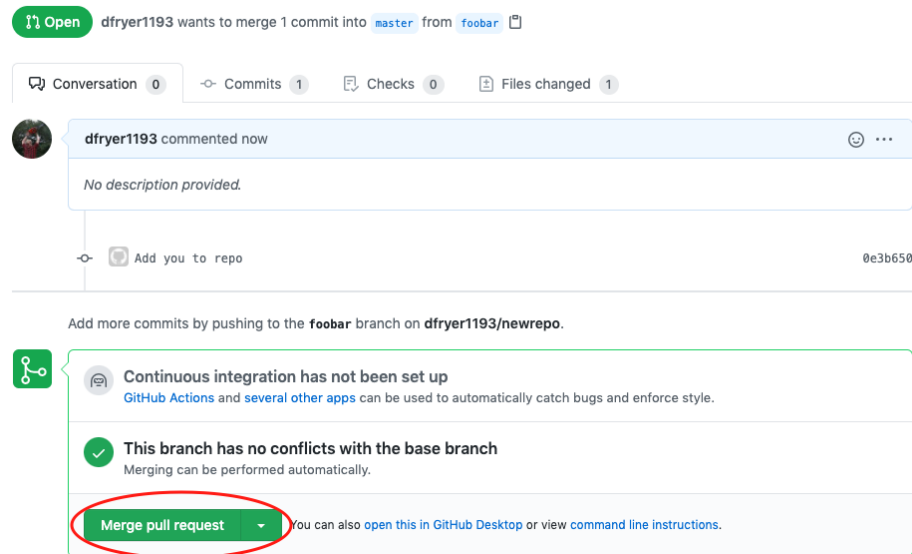 Open dfryer1193 wants to merge 1 commit into master from foobar
Conversation 0 Commits 1 Checks 0 Files changed 1
dfryer1193 commented now
No description provided.
Add you to repo 0e3b650
Add more commits by pushing to the foobar branch on dfryer1193/newrepo.
Continuous integration has not been set up
GitHub Actions and several other apps can be used to automatically catch bugs and enforce style.
This branch has no conflicts with the base branch
Merging can be performed automatically.
Merge pull request You can also open this in GitHub Desktop or view command line instructions.